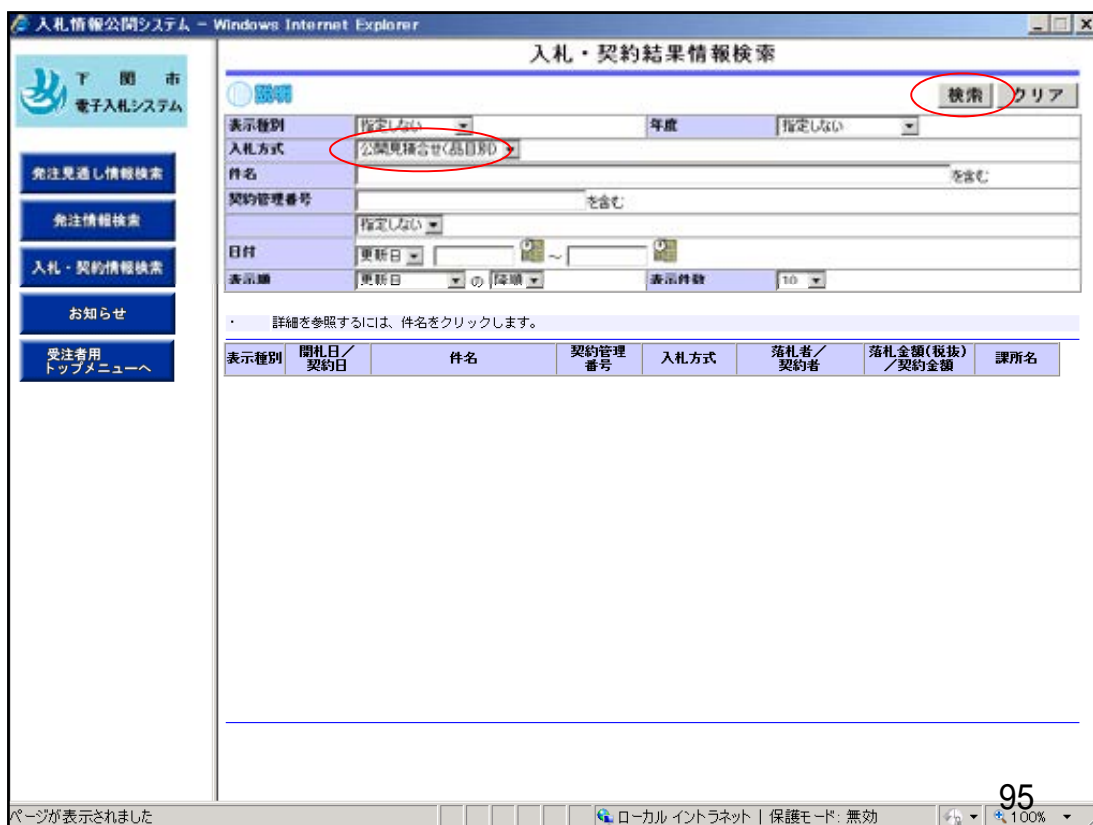 入札情報公開システム - Windows Internet Explorer
下関市
電子入札システム
発注見通し情報検索
発注情報検索
入札・契約情報検索
お知らせ
受注者用
トップメニューへ
入札・契約結果情報検索
説明
検索 クリア
表示種別 指定しない 年度 指定しない
入札方式 公開見積合せ(品目別)
件名 を含む
契約管理番号 を含む
指定しない
日付 更新日 ~
表示順 更新日 の 降順 表示件数 10
・ 詳細を参照するには、件名をクリックします。
表示種別 開札日/契約日 件名 契約管理番号 入札方式 落札者/契約者 落札金額(税抜)/契約金額 課所名
95
ページが表示されました ローカル イントラネット | 保護モード: 無効 100%